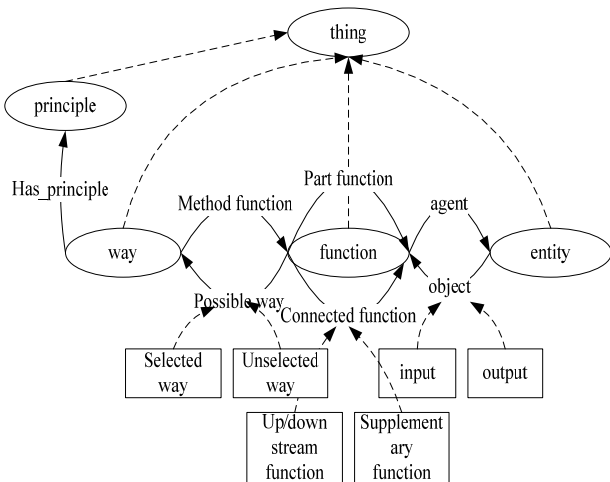 thing
principle
Has_principle
Part function
Method function
agent
way
function
entity
Possible way
object
Connected function
Selected
way
Unselected
way
input
output
Up/down
stream
function
Supplement
ary
function